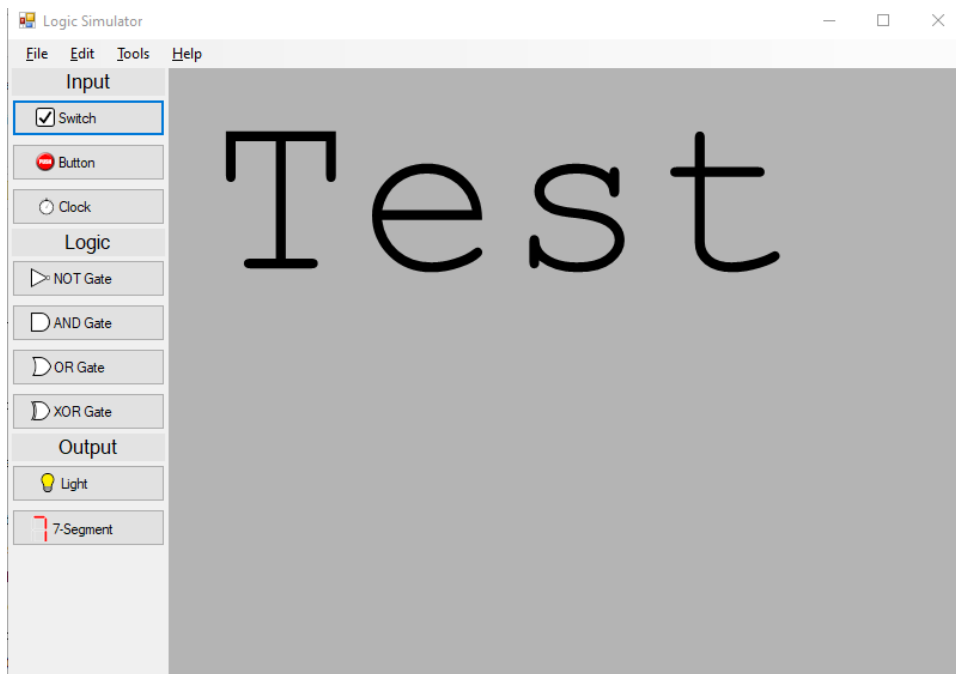 Logic Simulator
File Edit Tools Help
Input
Switch
Button
Clock
Logic
NOT Gate
AND Gate
OR Gate
XOR Gate
Output
Light
7-Segment
Test